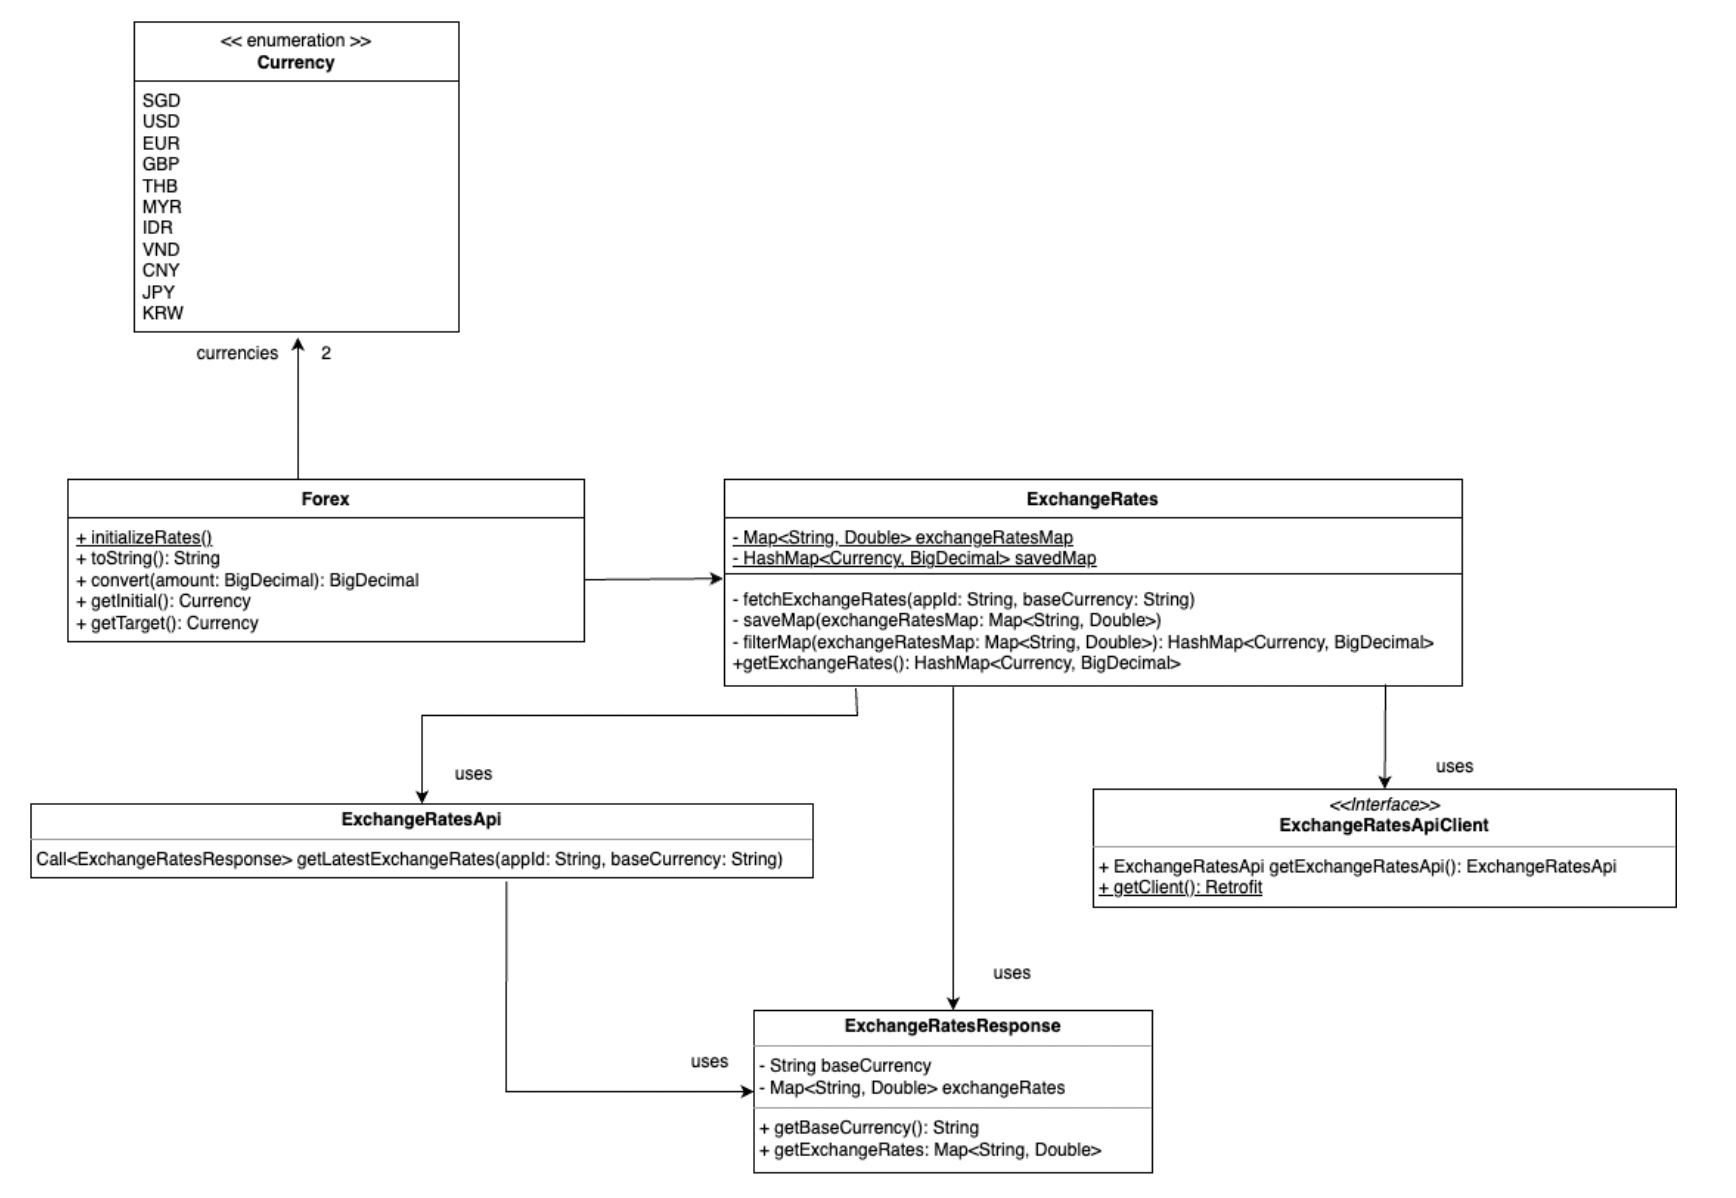 << enumeration >>
Currency
SGD
USD
EUR
GBP
THB
MYR
IDR
VND
CNY
JPY
KRW
currencies 2
Forex
+ initializeRates()
+ toString(): String
+ convert(amount: BigDecimal): BigDecimal
+ getInitial(): Currency
+ getTarget(): Currency
ExchangeRates
- Map<String, Double> exchangeRatesMap
- HashMap<Currency, BigDecimal> savedMap
- fetchExchangeRates(appId: String, baseCurrency: String)
- saveMap(exchangeRatesMap: Map<String, Double>)
- filterMap(exchangeRatesMap: Map<String, Double>): HashMap<Currency, BigDecimal>
+getExchangeRates(): HashMap<Currency, BigDecimal>
uses
ExchangeRatesApi
Call<ExchangeRatesResponse> getLatestExchangeRates(appId: String, baseCurrency: String)
uses
<<Interface>>
ExchangeRatesApiClient
+ ExchangeRatesApi getExchangeRatesApi(): ExchangeRatesApi
+ getClient(): Retrofit
uses
uses
ExchangeRatesResponse
- String baseCurrency
- Map<String, Double> exchangeRates
+ getBaseCurrency(): String
+ getExchangeRates: Map<String, Double>